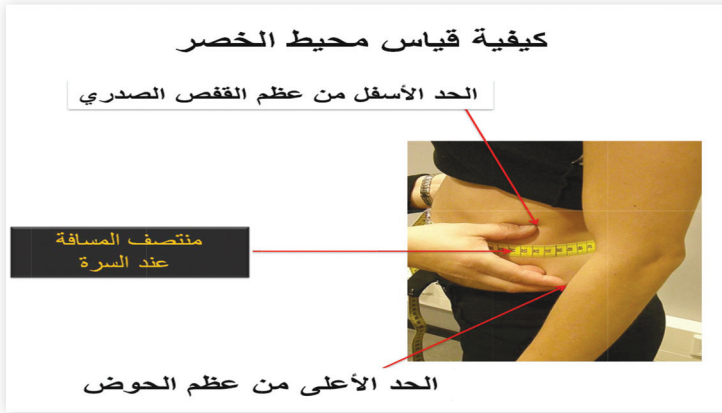 كيفية قياس محيط الخصر
الحد الأسفل من عظم القفص الصدري
منتصف المسافة
عند السرة
الحد الأعلى من عظم الحوض